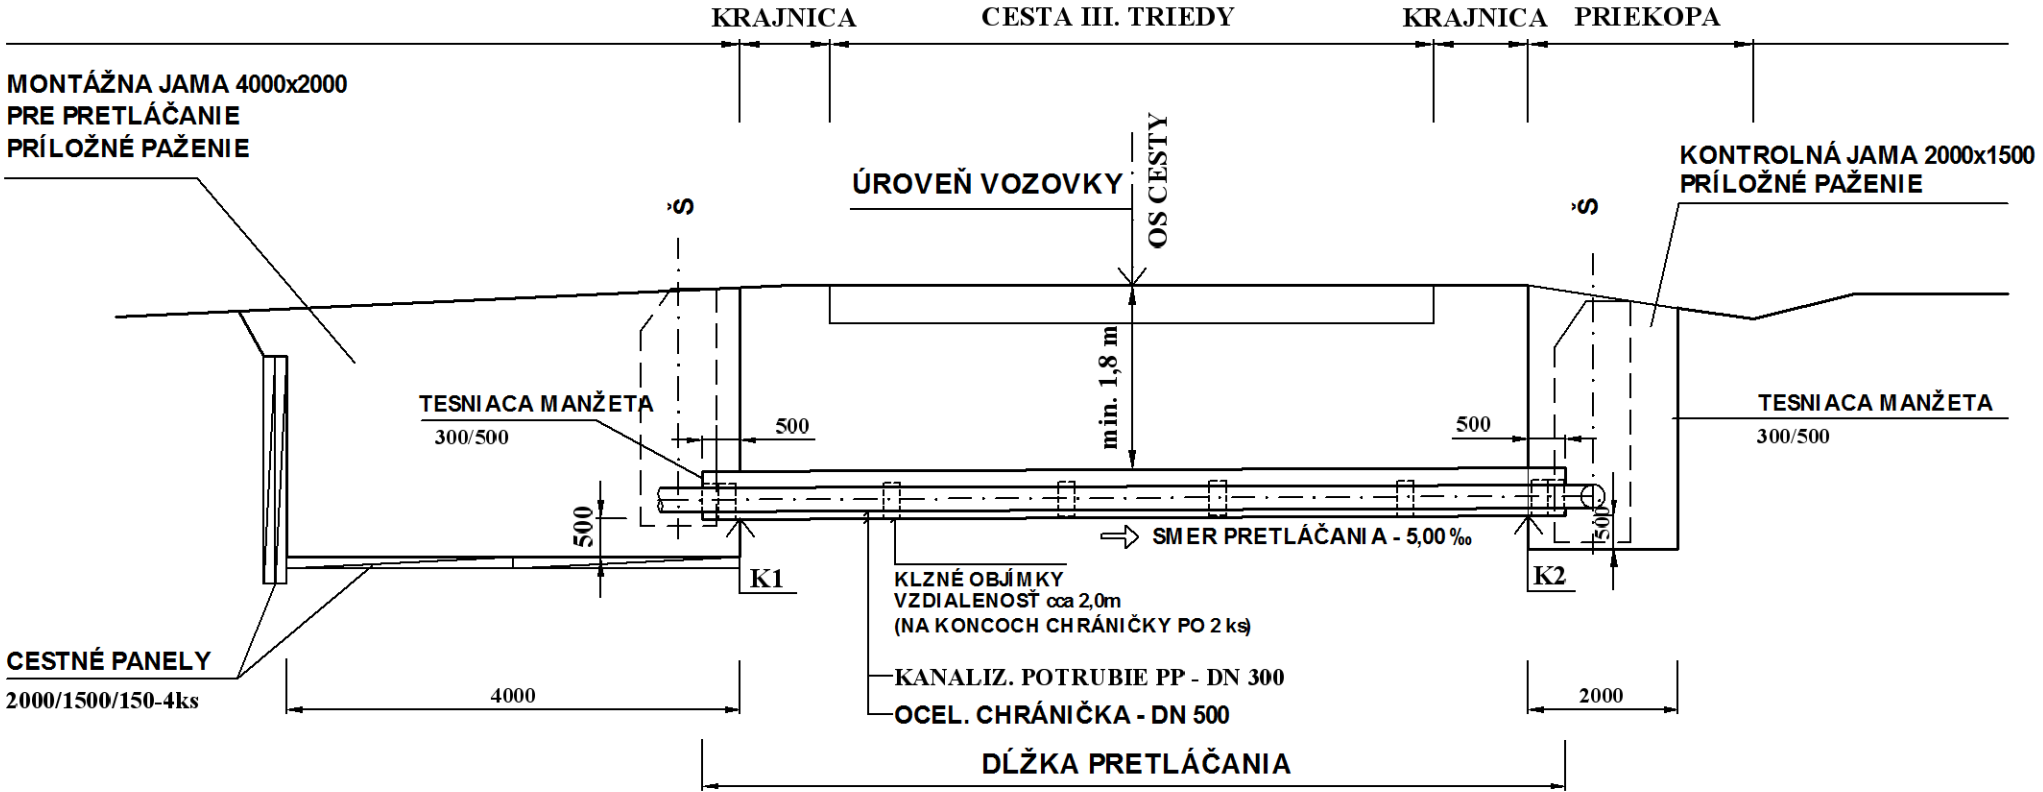 KRAJNICA
CESTA III. TRIEDY
KRAJNICA
PRIEKOPA
MONTÁŽNA JAMA 4000x2000
PRE PRETLÁČANIE
PRÍLOŽNÉ PAŽENIE
Š
ÚROVEŇ VOZOVKY
OS CESTY
Š
KONTROLNÁ JAMA 2000x1500
PRÍLOŽNÉ PAŽENIE
TESNIACA MANŽETA
300/500
500
min. 1,8 m
500
TESNIACA MANŽETA
300/500
500
500
SMER PRETLÁČANIA - 5,00 ‰
K1
K2
KLZNÉ OBJÍMKY
VZDIALENOSŤ cca 2,0m
(NA KONCOCH CHRÁNIČKY PO 2 ks)
CESTNÉ PANELY
2000/1500/150-4ks
4000
KANALIZ. POTRUBIE PP - DN 300
OCEL. CHRÁNIČKA - DN 500
2000
DĹŽKA PRETLÁČANIA